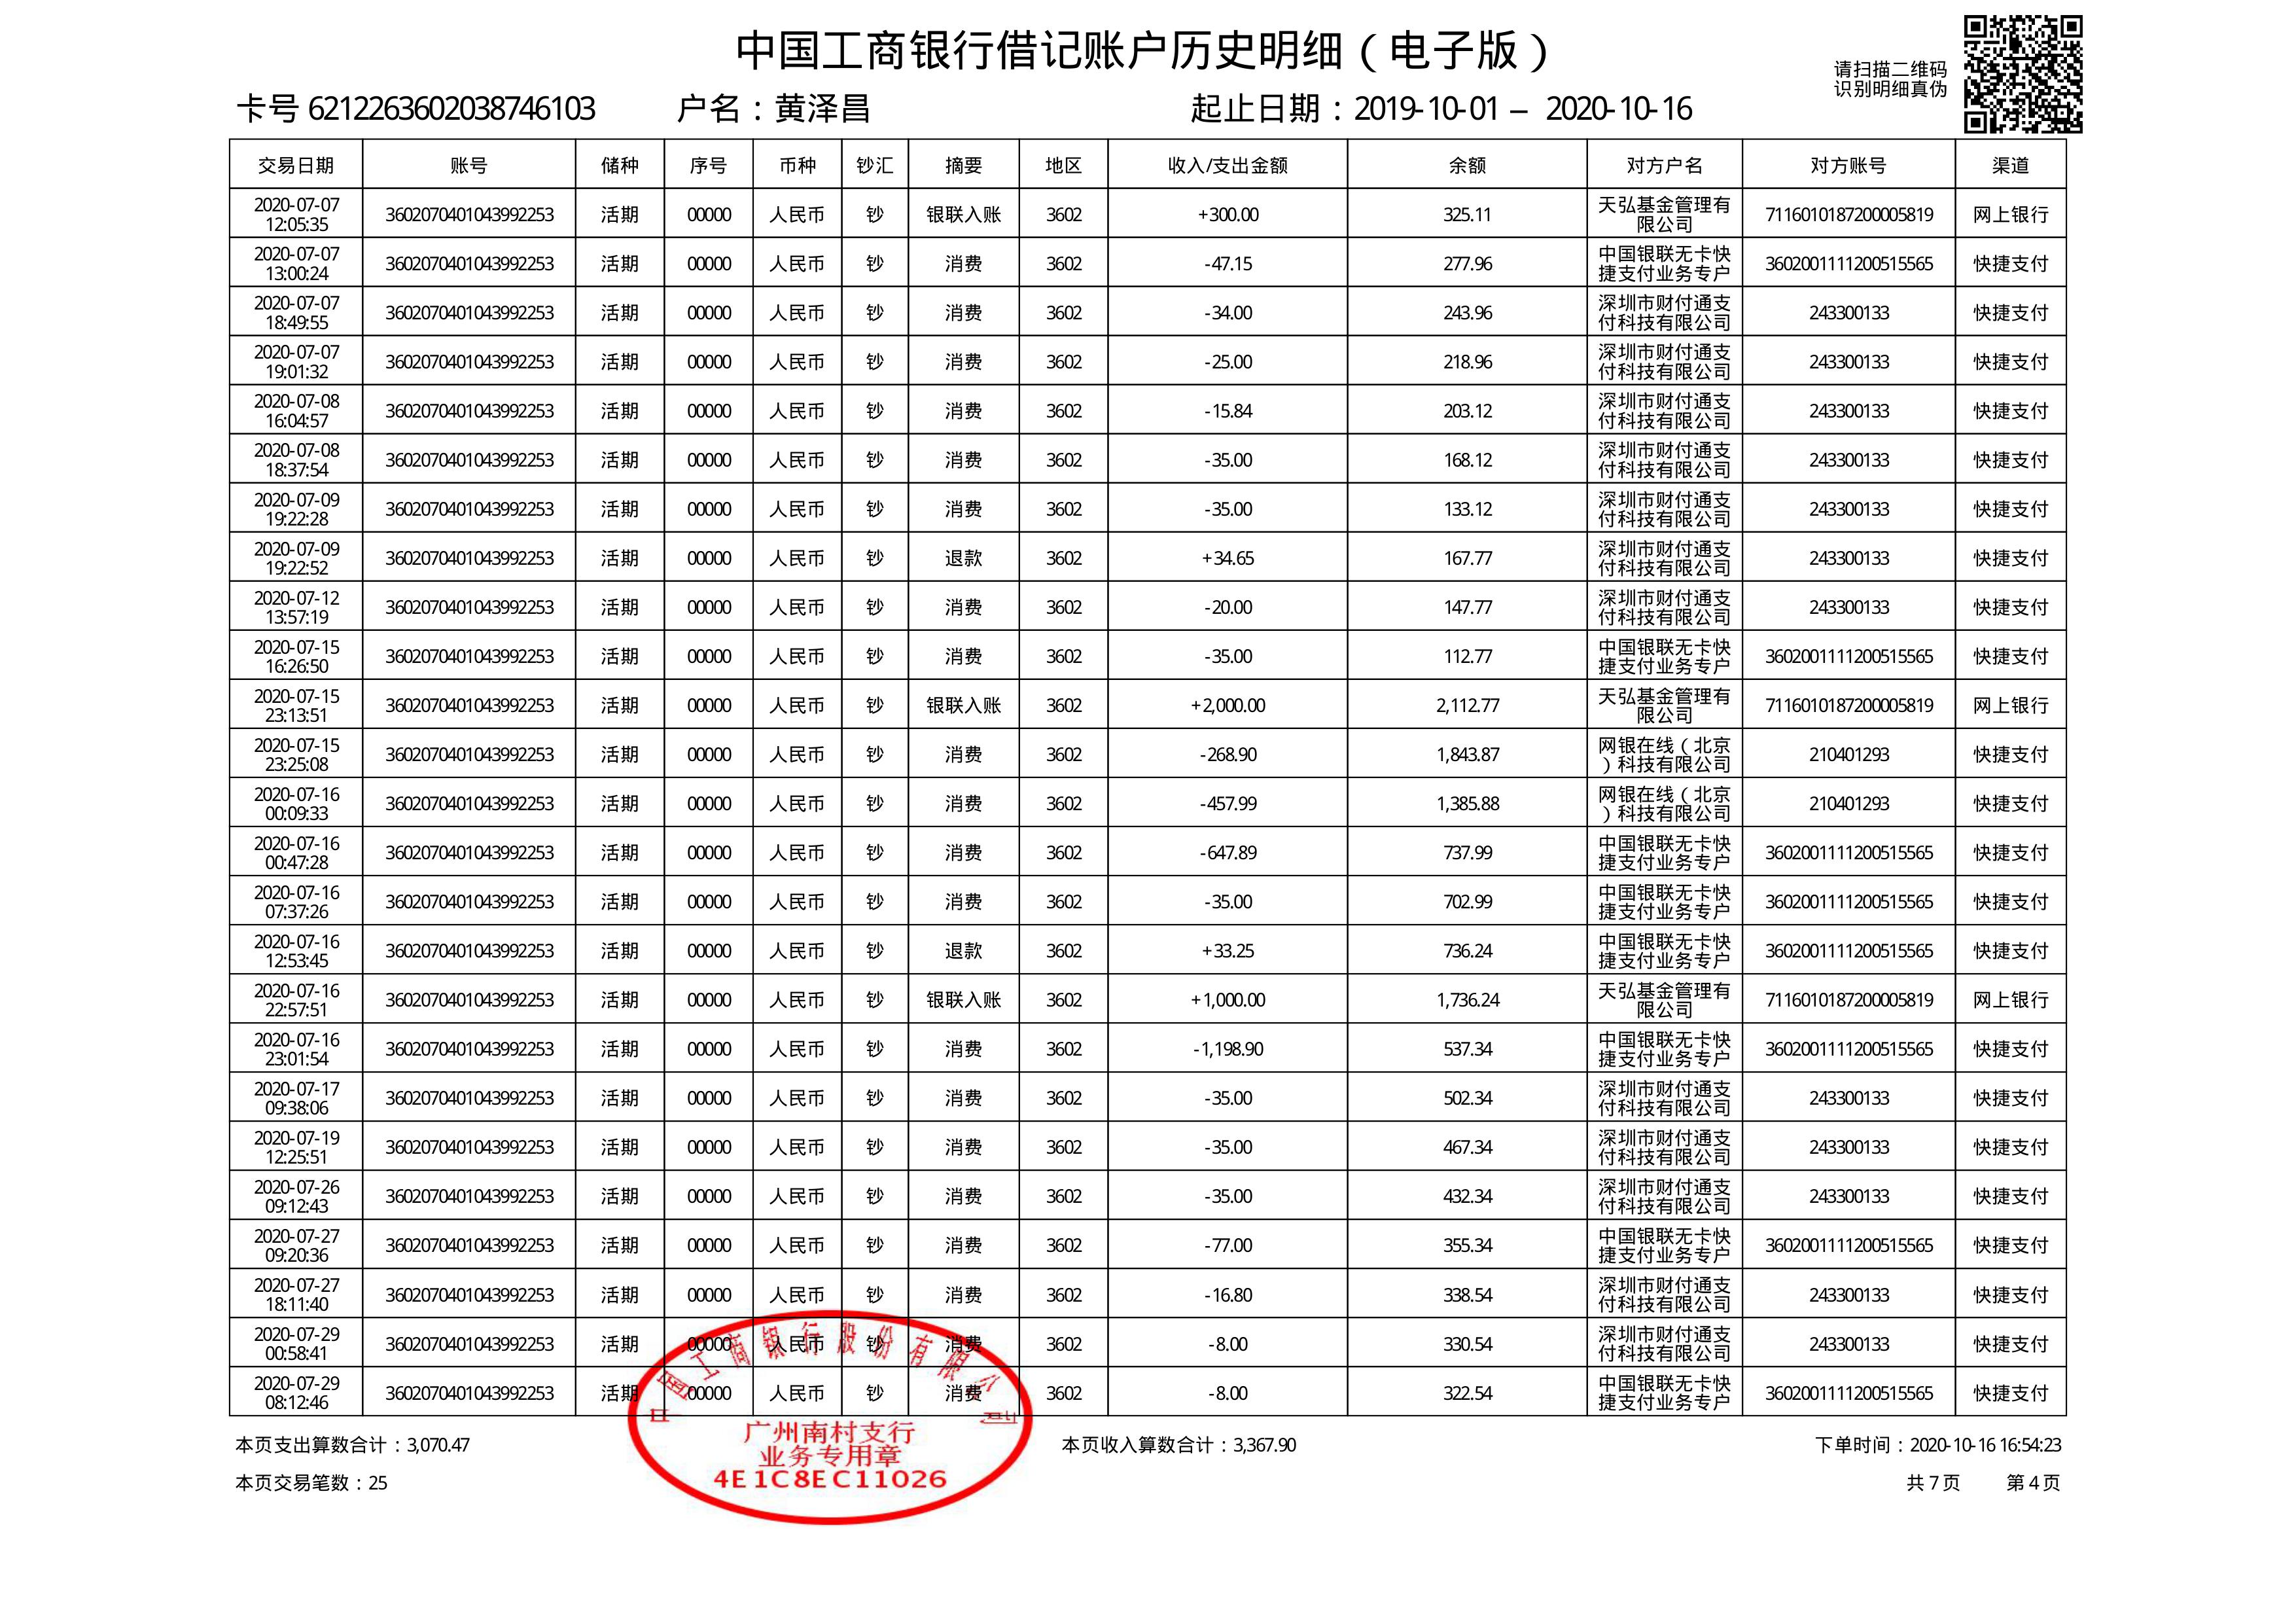 中国工商银行借记账户历史明细（电子版）
请扫描二维码
识别明细真伪
卡号 6212263602038746103 户名：黄泽昌 起止日期：2019-10-01 – 2020-10-16
交易日期 账号 储种 序号 币种 钞汇 摘要 地区 收入/支出金额 余额 对方户名 对方账号 渠道
2020-07-07 12:05:35 3602070401043992253 活期 00000 人民币 钞 银联入账 3602 +300.00 325.11 天弘基金管理有限公司 7116010187200005819 网上银行
2020-07-07 13:00:24 3602070401043992253 活期 00000 人民币 钞 消费 3602 -47.15 277.96 中国银联无卡快捷支付业务专户 3602001111200515565 快捷支付
2020-07-07 18:49:55 3602070401043992253 活期 00000 人民币 钞 消费 3602 -34.00 243.96 深圳市财付通支付科技有限公司 243300133 快捷支付
2020-07-07 19:01:32 3602070401043992253 活期 00000 人民币 钞 消费 3602 -25.00 218.96 深圳市财付通支付科技有限公司 243300133 快捷支付
2020-07-08 16:04:57 3602070401043992253 活期 00000 人民币 钞 消费 3602 -15.84 203.12 深圳市财付通支付科技有限公司 243300133 快捷支付
2020-07-08 18:37:54 3602070401043992253 活期 00000 人民币 钞 消费 3602 -35.00 168.12 深圳市财付通支付科技有限公司 243300133 快捷支付
2020-07-09 19:22:28 3602070401043992253 活期 00000 人民币 钞 消费 3602 -35.00 133.12 深圳市财付通支付科技有限公司 243300133 快捷支付
2020-07-09 19:22:52 3602070401043992253 活期 00000 人民币 钞 退款 3602 +34.65 167.77 深圳市财付通支付科技有限公司 243300133 快捷支付
2020-07-12 13:57:19 3602070401043992253 活期 00000 人民币 钞 消费 3602 -20.00 147.77 深圳市财付通支付科技有限公司 243300133 快捷支付
2020-07-15 16:26:50 3602070401043992253 活期 00000 人民币 钞 消费 3602 -35.00 112.77 中国银联无卡快捷支付业务专户 3602001111200515565 快捷支付
2020-07-15 23:13:51 3602070401043992253 活期 00000 人民币 钞 银联入账 3602 +2,000.00 2,112.77 天弘基金管理有限公司 7116010187200005819 网上银行
2020-07-15 23:25:08 3602070401043992253 活期 00000 人民币 钞 消费 3602 -268.90 1,843.87 网银在线（北京）科技有限公司 210401293 快捷支付
2020-07-16 00:09:33 3602070401043992253 活期 00000 人民币 钞 消费 3602 -457.99 1,385.88 网银在线（北京）科技有限公司 210401293 快捷支付
2020-07-16 00:47:28 3602070401043992253 活期 00000 人民币 钞 消费 3602 -647.89 737.99 中国银联无卡快捷支付业务专户 3602001111200515565 快捷支付
2020-07-16 07:37:26 3602070401043992253 活期 00000 人民币 钞 消费 3602 -35.00 702.99 中国银联无卡快捷支付业务专户 3602001111200515565 快捷支付
2020-07-16 12:53:45 3602070401043992253 活期 00000 人民币 钞 退款 3602 +33.25 736.24 中国银联无卡快捷支付业务专户 3602001111200515565 快捷支付
2020-07-16 22:57:51 3602070401043992253 活期 00000 人民币 钞 银联入账 3602 +1,000.00 1,736.24 天弘基金管理有限公司 7116010187200005819 网上银行
2020-07-16 23:01:54 3602070401043992253 活期 00000 人民币 钞 消费 3602 -1,198.90 537.34 中国银联无卡快捷支付业务专户 3602001111200515565 快捷支付
2020-07-17 09:38:06 3602070401043992253 活期 00000 人民币 钞 消费 3602 -35.00 502.34 深圳市财付通支付科技有限公司 243300133 快捷支付
2020-07-19 12:25:51 3602070401043992253 活期 00000 人民币 钞 消费 3602 -35.00 467.34 深圳市财付通支付科技有限公司 243300133 快捷支付
2020-07-26 09:12:43 3602070401043992253 活期 00000 人民币 钞 消费 3602 -35.00 432.34 深圳市财付通支付科技有限公司 243300133 快捷支付
2020-07-27 09:20:36 3602070401043992253 活期 00000 人民币 钞 消费 3602 -77.00 355.34 中国银联无卡快捷支付业务专户 3602001111200515565 快捷支付
2020-07-27 18:11:40 3602070401043992253 活期 00000 人民币 钞 消费 3602 -16.80 338.54 深圳市财付通支付科技有限公司 243300133 快捷支付
2020-07-29 00:58:41 3602070401043992253 活期 00000 人民币 钞 消费 3602 -8.00 330.54 深圳市财付通支付科技有限公司 243300133 快捷支付
2020-07-29 08:12:46 3602070401043992253 活期 00000 人民币 钞 消费 3602 -8.00 322.54 中国银联无卡快捷支付业务专户 3602001111200515565 快捷支付
中国工商银行股份有限公司
广州南村支行
业务专用章
4E1C8EC11026
本页支出算数合计：3,070.47 本页收入算数合计：3,367.90 下单时间：2020-10-16 16:54:23
本页交易笔数：25 共 7 页 第 4 页